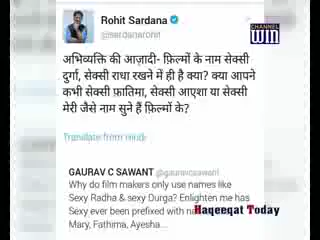 Rohit Sardana
@sardanarohit
CHANNEL
WIN
अभिव्यक्ति की आज़ादी- फ़िल्मों के नाम सेक्सी
दुर्गा, सेक्सी राधा रखने में ही है क्या? क्या आपने
कभी सेक्सी फ़ातिमा, सेक्सी आएशा या सेक्सी
मेरी जैसे नाम सुने हैं फ़िल्मों के?
Translate from Hindi
GAURAV C SAWANT @gauravcsawant
Why do film makers only use names like
Sexy Radha & sexy Durga? Enlighten me has
Sexy ever been prefixed with
Mary, Fathima, Ayesha...
Haqeeqat Today